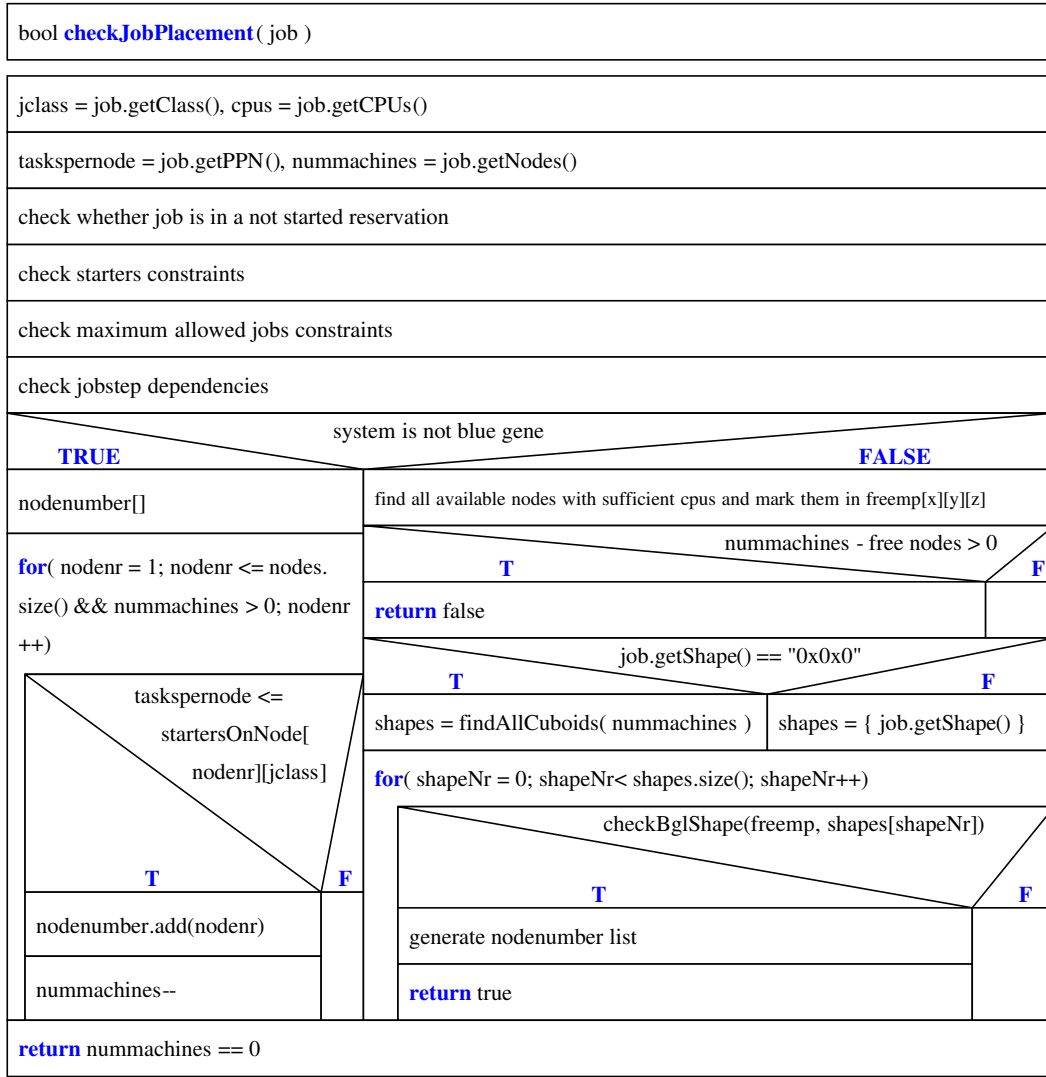 bool checkJobPlacement( job )
jclass = job.getClass(), cpus = job.getCPUs()
taskspernode = job.getPPN(), nummachines = job.getNodes()
check whether job is in a not started reservation
check starters constraints
check maximum allowed jobs constraints
check jobstep dependencies
system is not blue gene
TRUE
FALSE
nodenumber[]
for( nodenr = 1; nodenr <= nodes.
size() && nummachines > 0; nodenr
++)
taskspernode <=
startersOnNode[
nodenr][jclass]
T
F
nodenumber.add(nodenr)
nummachines--
find all available nodes with sufficient cpus and mark them in freemp[x][y][z]
nummachines - free nodes > 0
T
F
return false
job.getShape() == "0x0x0"
T
F
shapes = findAllCuboids( nummachines )
shapes = { job.getShape() }
for( shapeNr = 0; shapeNr< shapes.size(); shapeNr++)
checkBglShape(freemp, shapes[shapeNr])
T
F
generate nodenumber list
return true
return nummachines == 0